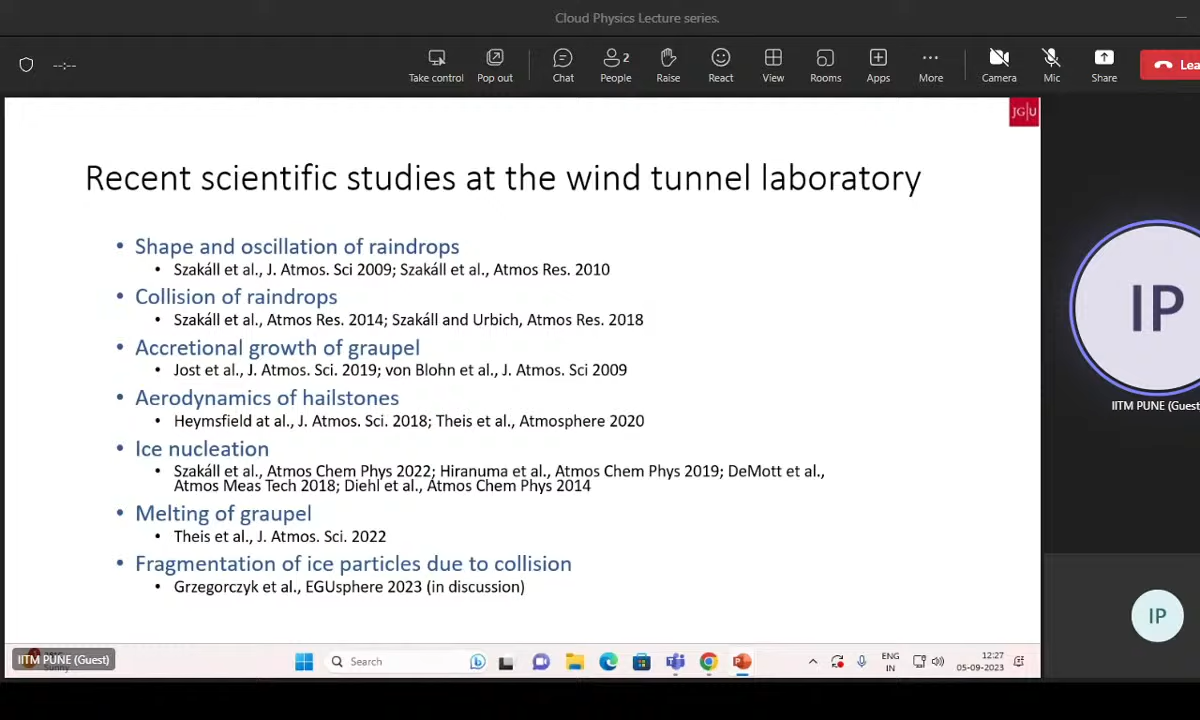 Cloud Physics Lecture series.
--:--
Take control
Pop out
Chat
2
People
Raise
React
View
Rooms
Apps
More
Camera
Mic
Share
Lea
JG|U
Recent scientific studies at the wind tunnel laboratory
• Shape and oscillation of raindrops
• Szakáll et al., J. Atmos. Sci 2009; Szakáll et al., Atmos Res. 2010
• Collision of raindrops
• Szakáll et al., Atmos Res. 2014; Szakáll and Urbich, Atmos Res. 2018
• Accretional growth of graupel
• Jost et al., J. Atmos. Sci. 2019; von Blohn et al., J. Atmos. Sci 2009
• Aerodynamics of hailstones
• Heymsfield at al., J. Atmos. Sci. 2018; Theis et al., Atmosphere 2020
• Ice nucleation
• Szakáll et al., Atmos Chem Phys 2022; Hiranuma et al., Atmos Chem Phys 2019; DeMott et al.,
Atmos Meas Tech 2018; Diehl et al., Atmos Chem Phys 2014
• Melting of graupel
• Theis et al., J. Atmos. Sci. 2022
• Fragmentation of ice particles due to collision
• Grzegorczyk et al., EGUsphere 2023 (in discussion)
IP
IITM PUNE (Guest
IP
IITM PUNE (Guest)
Sunny
Search
ENG
IN
12:27
05-09-2023